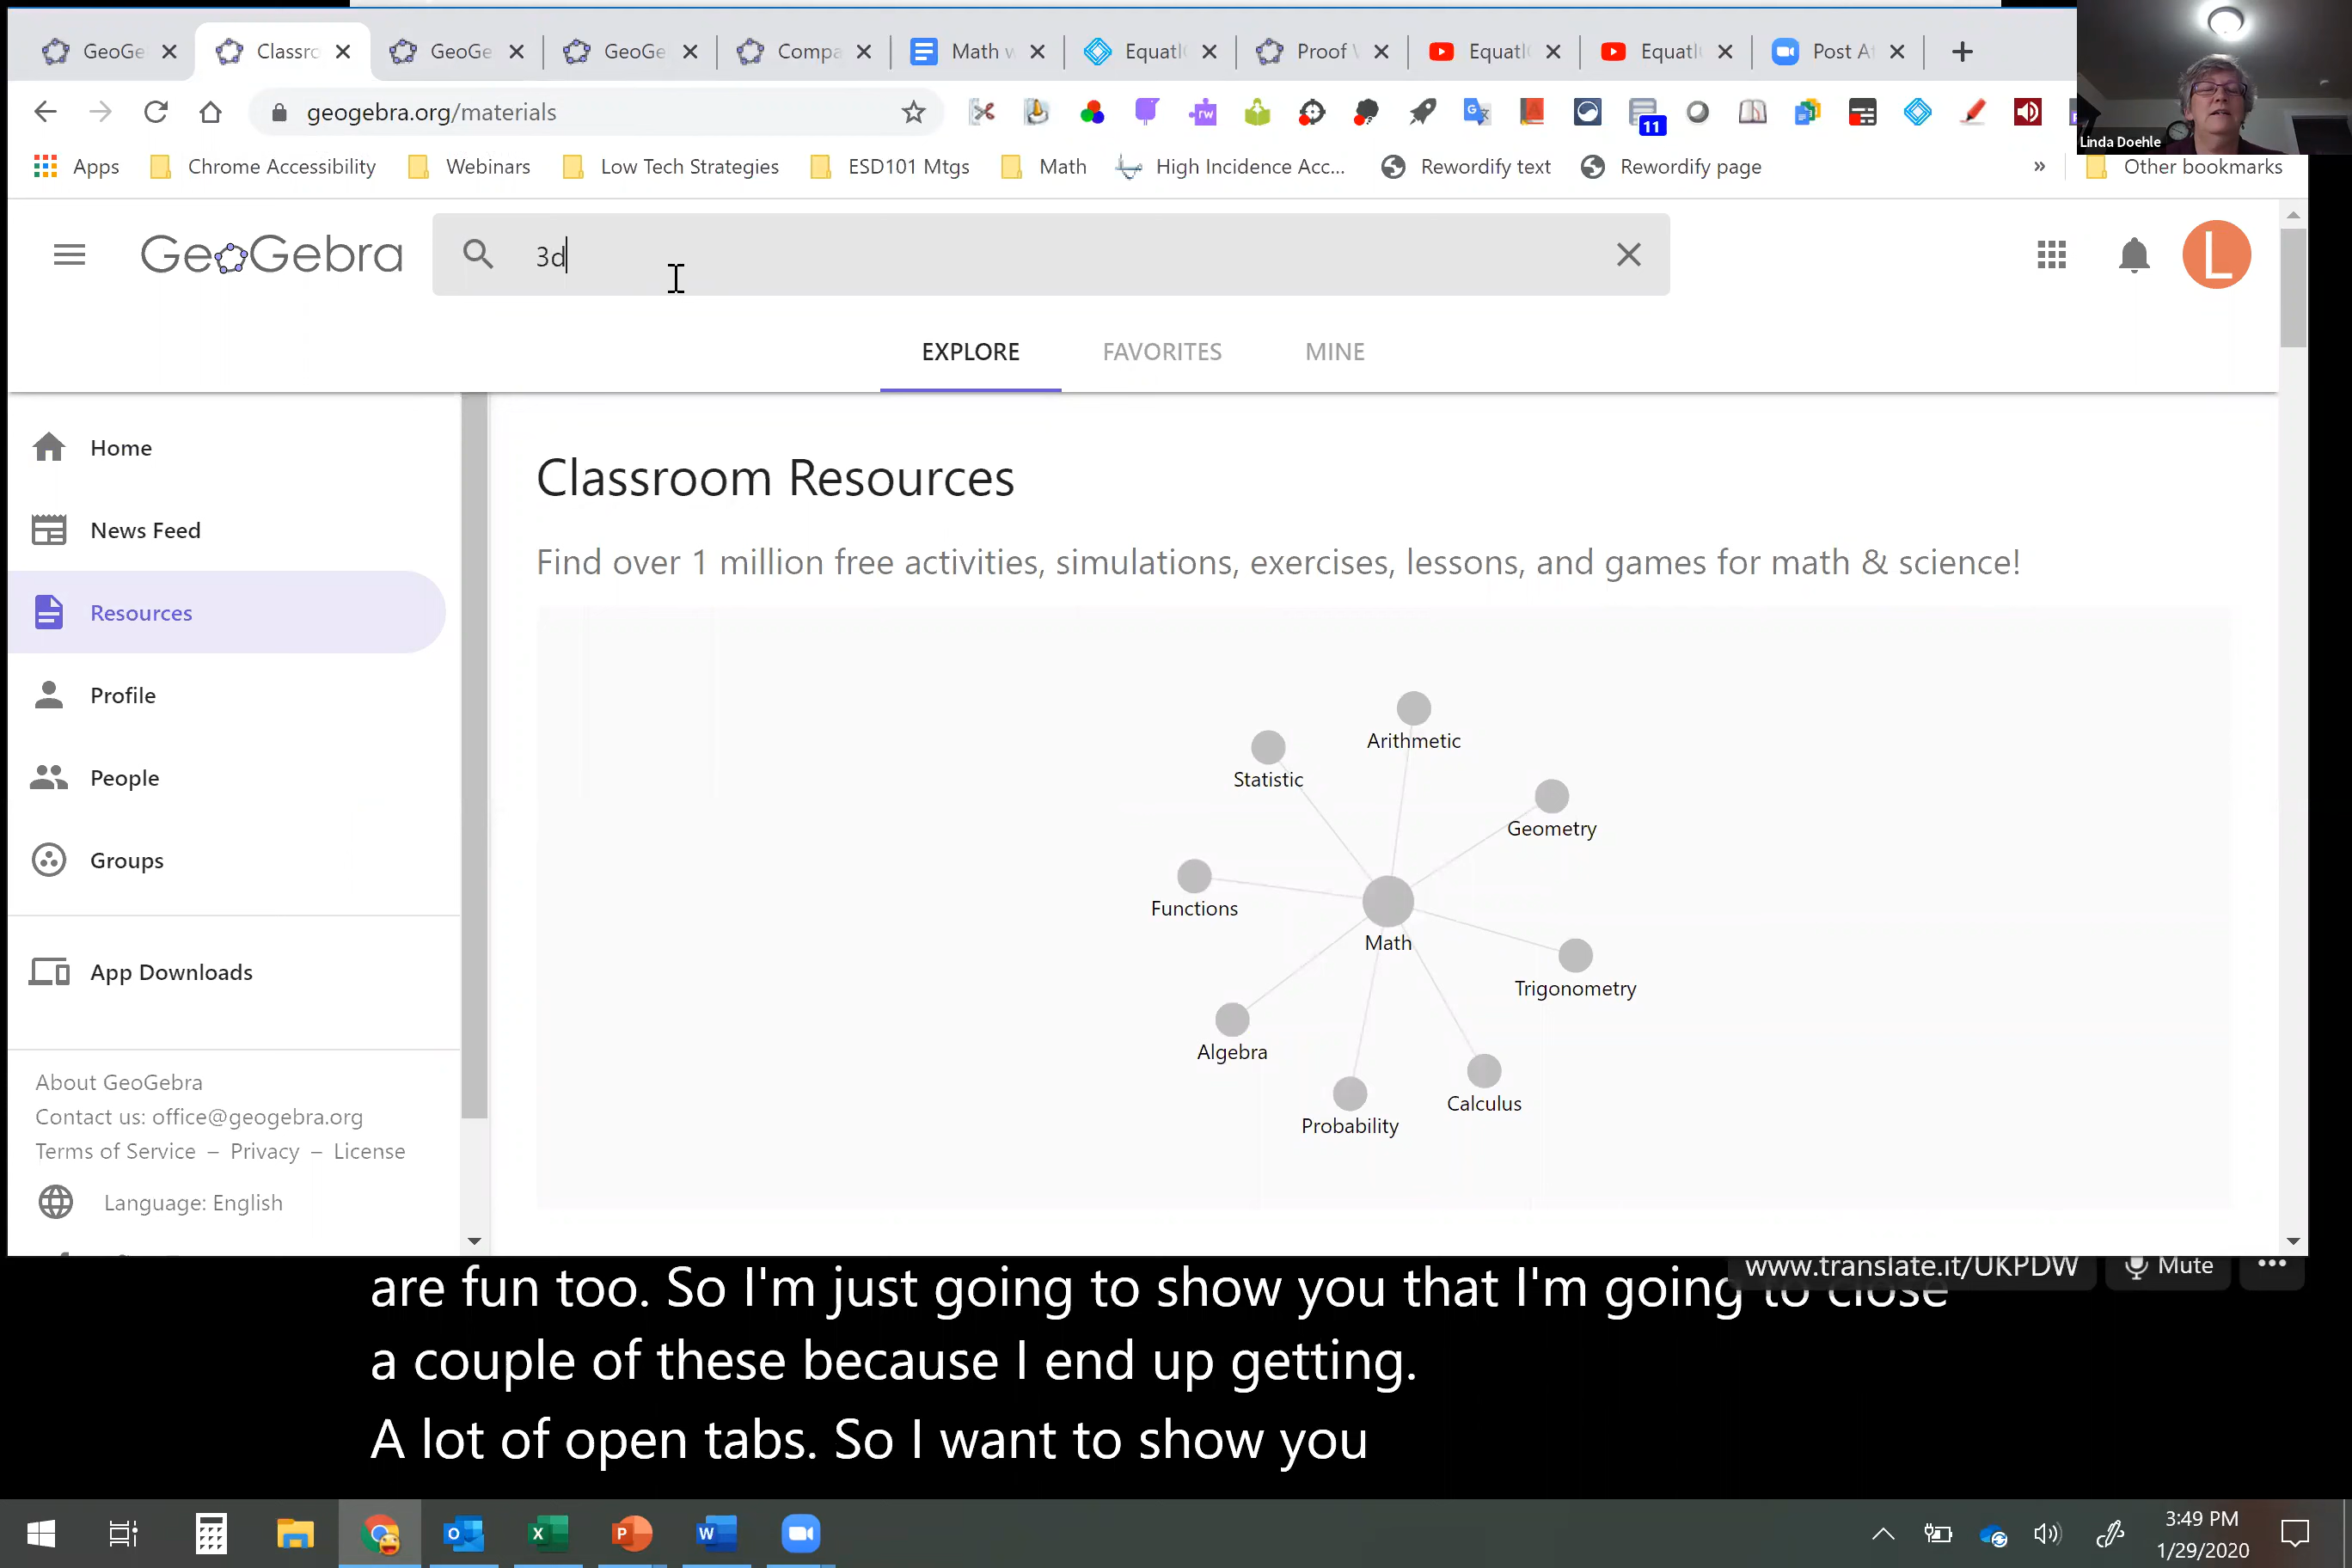 GeoGe
Classro
GeoGe
GeoGe
Compa
Math w
EquatI
Proof V
EquatI
EquatI
Post At
geogebra.org/materials
rw
11
Linda Doehle
Apps
Chrome Accessibility
Webinars
Low Tech Strategies
ESD101 Mtgs
Math
High Incidence Acc...
Rewordify text
Rewordify page
»
Other bookmarks
GeoGebra
3d
L
EXPLORE
FAVORITES
MINE
Home
News Feed
Resources
Profile
People
Groups
App Downloads
About GeoGebra
Contact us: office@geogebra.org
Terms of Service – Privacy – License
Language: English
Classroom Resources
Find over 1 million free activities, simulations, exercises, lessons, and games for math & science!
Arithmetic
Statistic
Geometry
Functions
Math
Trigonometry
Algebra
Calculus
Probability
www.translate.it/UKPDW
Mute
are fun too. So I'm just going to show you that I'm going to close
a couple of these because I end up getting.
A lot of open tabs. So I want to show you
3:49 PM
1/29/2020